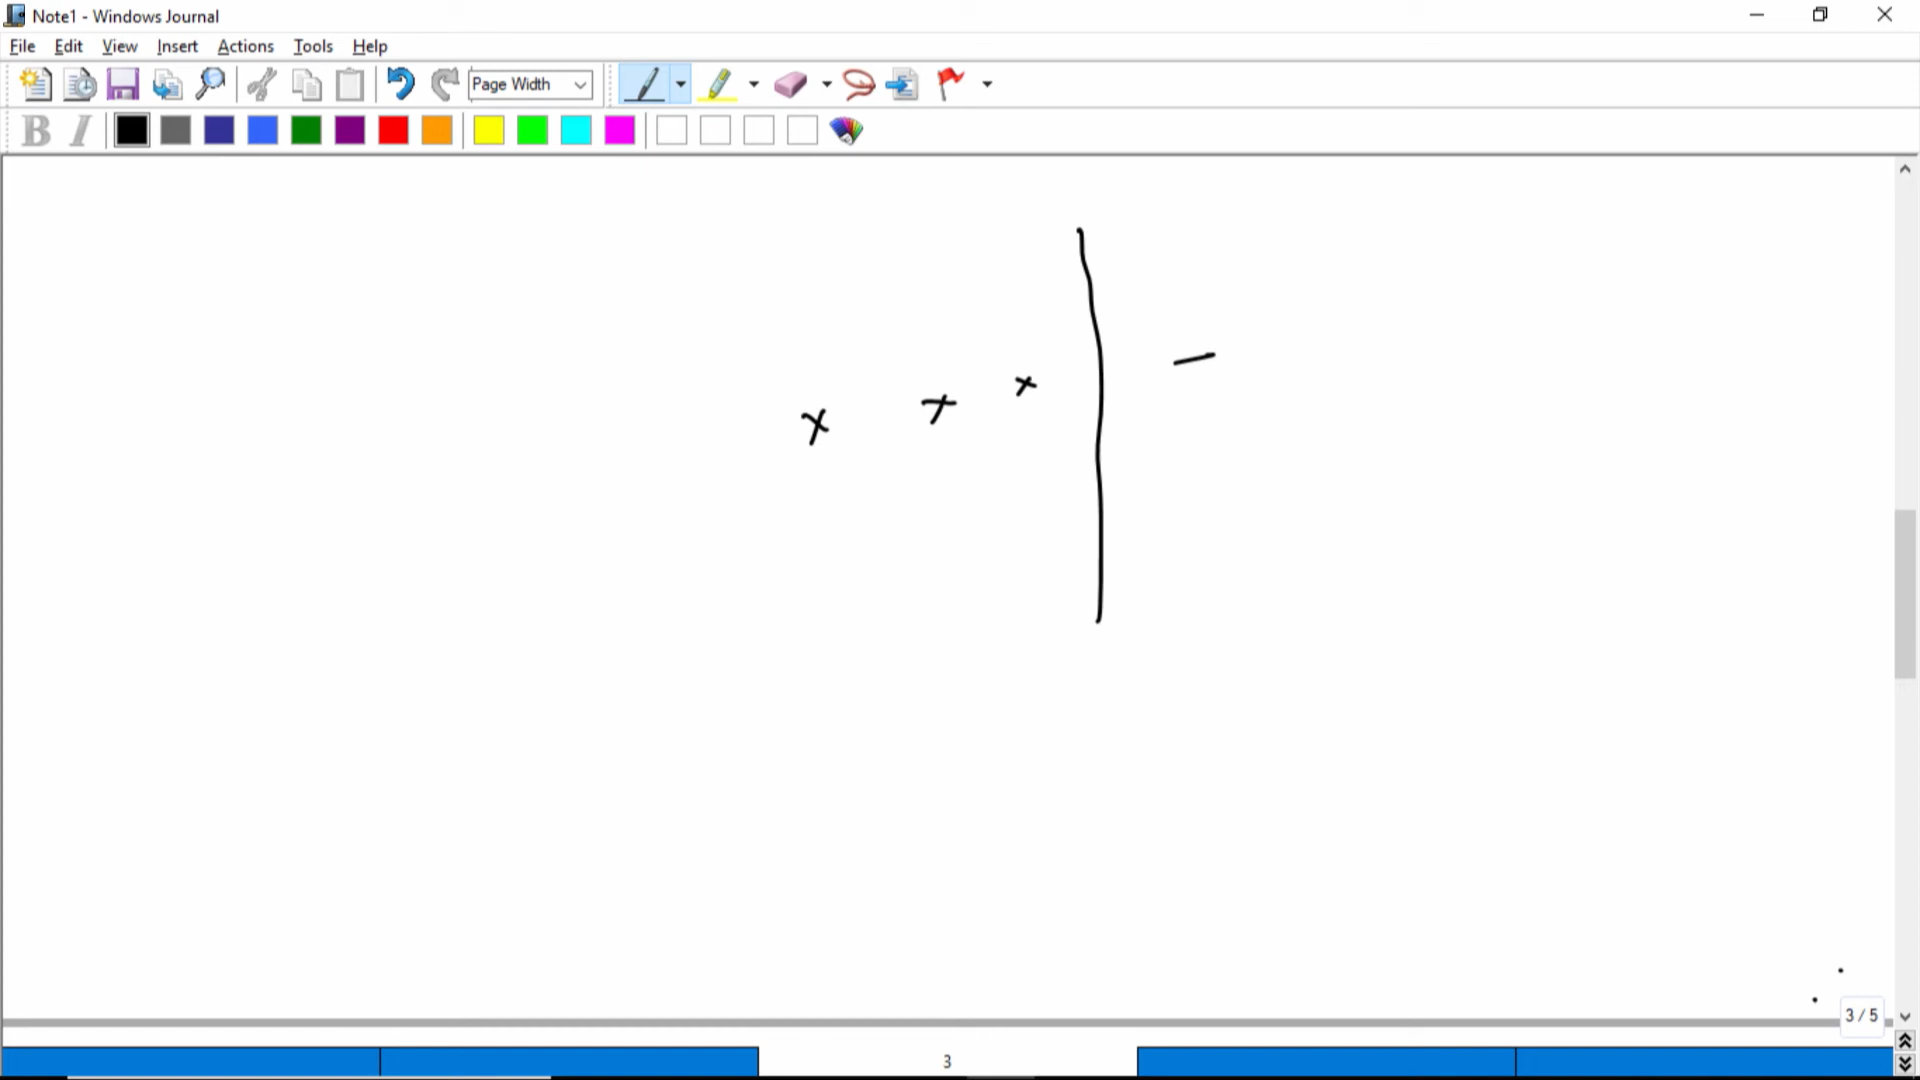 Note1 - Windows Journal
File Edit View Insert Actions Tools Help
Page Width
B I
x x x —
3 / 5
3